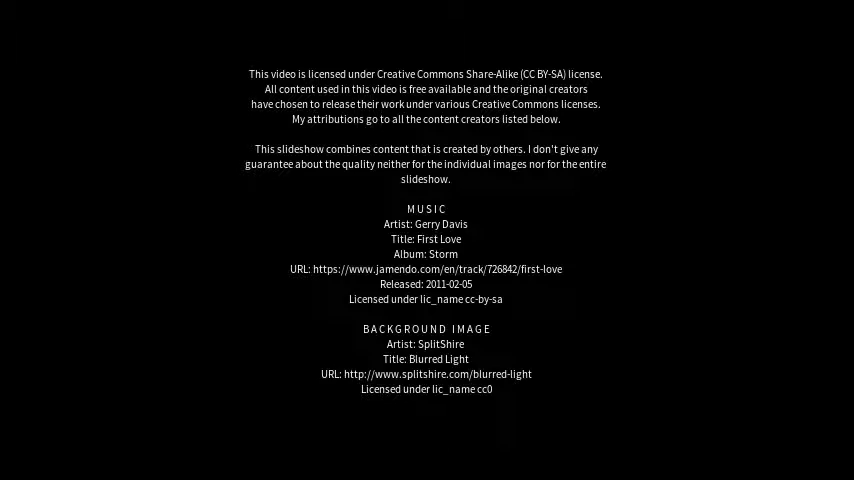 This video is licensed under Creative Commons Share-Alike (CC BY-SA) license.
All content used in this video is free available and the original creators
have chosen to release their work under various Creative Commons licenses.
My attributions go to all the content creators listed below.
This slideshow combines content that is created by others. I don't give any
guarantee about the quality neither for the individual images nor for the entire
slideshow.
MUSIC
Artist: Gerry Davis
Title: First Love
Album: Storm
URL: https://www.jamendo.com/en/track/726842/first-love
Released: 2011-02-05
Licensed under lic_name cc-by-sa
BACKGROUND IMAGE
Artist: SplitShire
Title: Blurred Light
URL: http://www.splitshire.com/blurred-light
Licensed under lic_name cc0